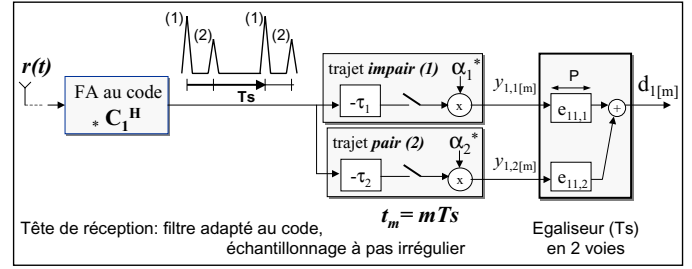 (1)
(2)
(1)
(2)
Ts
r(t)
FA au code
* C₁ᴴ
trajet impair (1)
α₁*
-τ₁
x
y₁,₁[m]
trajet pair (2)
α₂*
-τ₂
x
y₁,₂[m]
P
e₁₁,₁
e₁₁,₂
+
d₁[m]
tₘ= mTs
Tête de réception: filtre adapté au code,
échantillonnage à pas irrégulier
Egaliseur (Ts)
en 2 voies